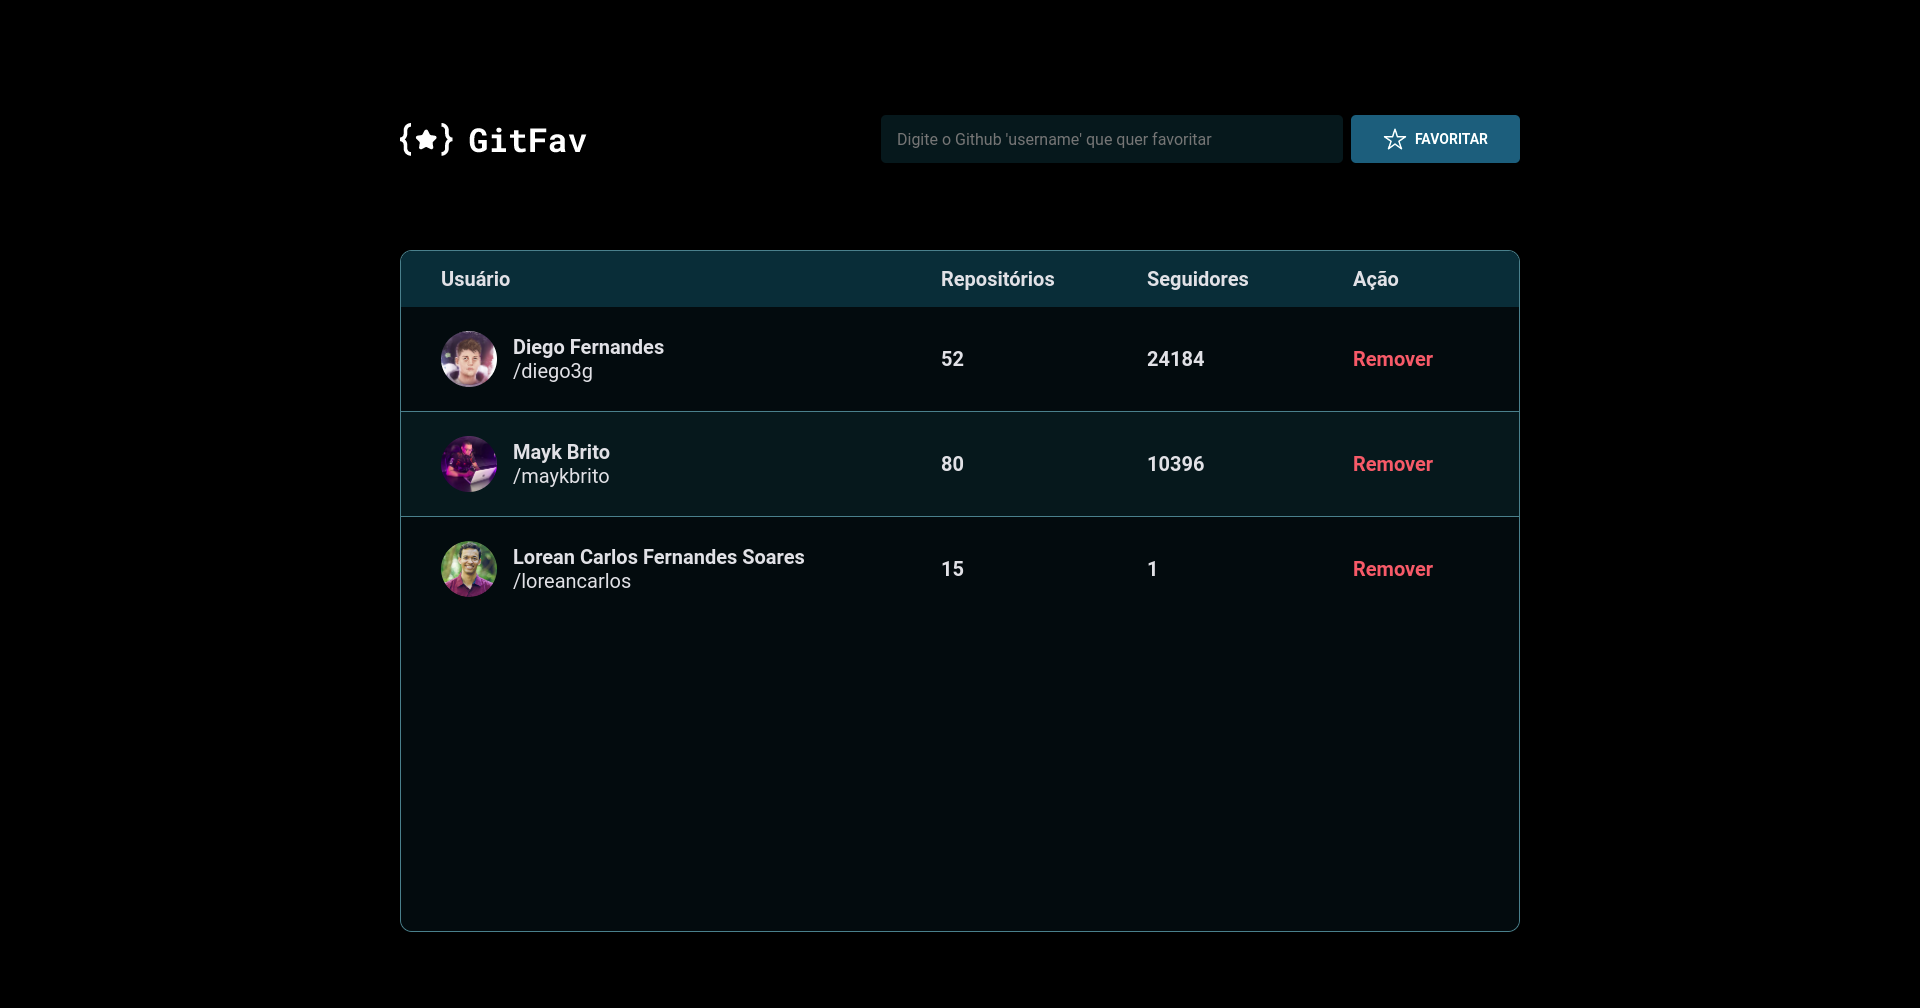 GitFav
Digite o Github 'username' que quer favoritar
FAVORITAR
Usuário Repositórios Seguidores Ação
Diego Fernandes
/diego3g
52 24184 Remover
Mayk Brito
/maykbrito
80 10396 Remover
Lorean Carlos Fernandes Soares
/loreancarlos
15 1 Remover